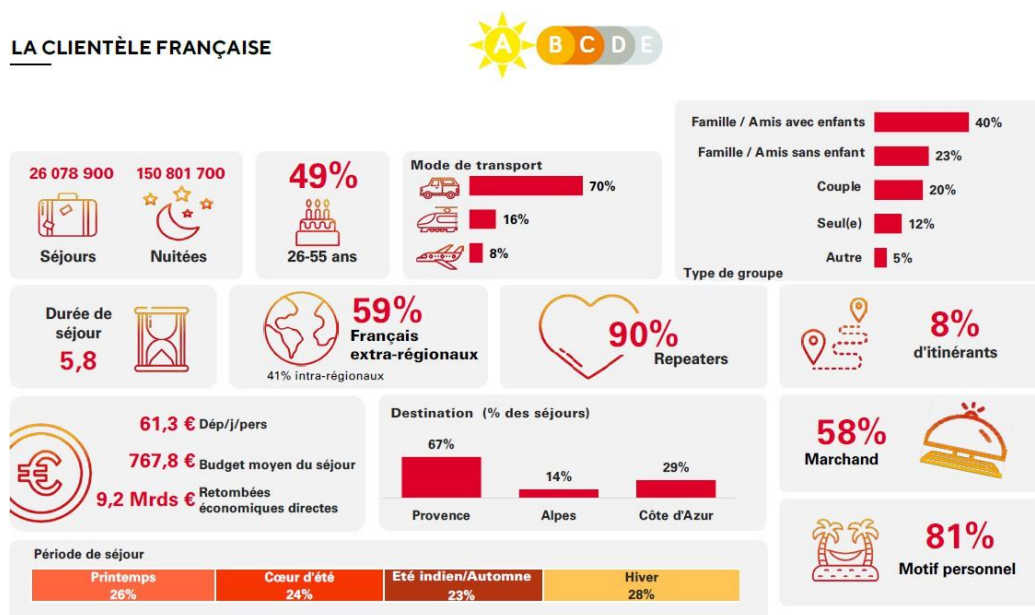 LA CLIENTÈLE FRANÇAISE
A B C D E
26 078 900
Séjours
150 801 700
Nuitées
49%
26-55 ans
Mode de transport
70%
16%
8%
Famille / Amis avec enfants 40%
Famille / Amis sans enfant 23%
Couple 20%
Seul(e) 12%
Autre 5%
Type de groupe
Durée de
séjour
5,8
59%
Français
extra-régionaux
41% intra-régionaux
90%
Repeaters
8%
d'itinérants
61,3 € Dép/j/pers
767,8 € Budget moyen du séjour
9,2 Mrds € Retombées
économiques directes
Destination (% des séjours)
67%
14%
29%
Provence
Alpes
Côte d'Azur
58%
Marchand
81%
Motif personnel
Période de séjour
Printemps
26%
Cœur d'été
24%
Eté indien/Automne
23%
Hiver
28%